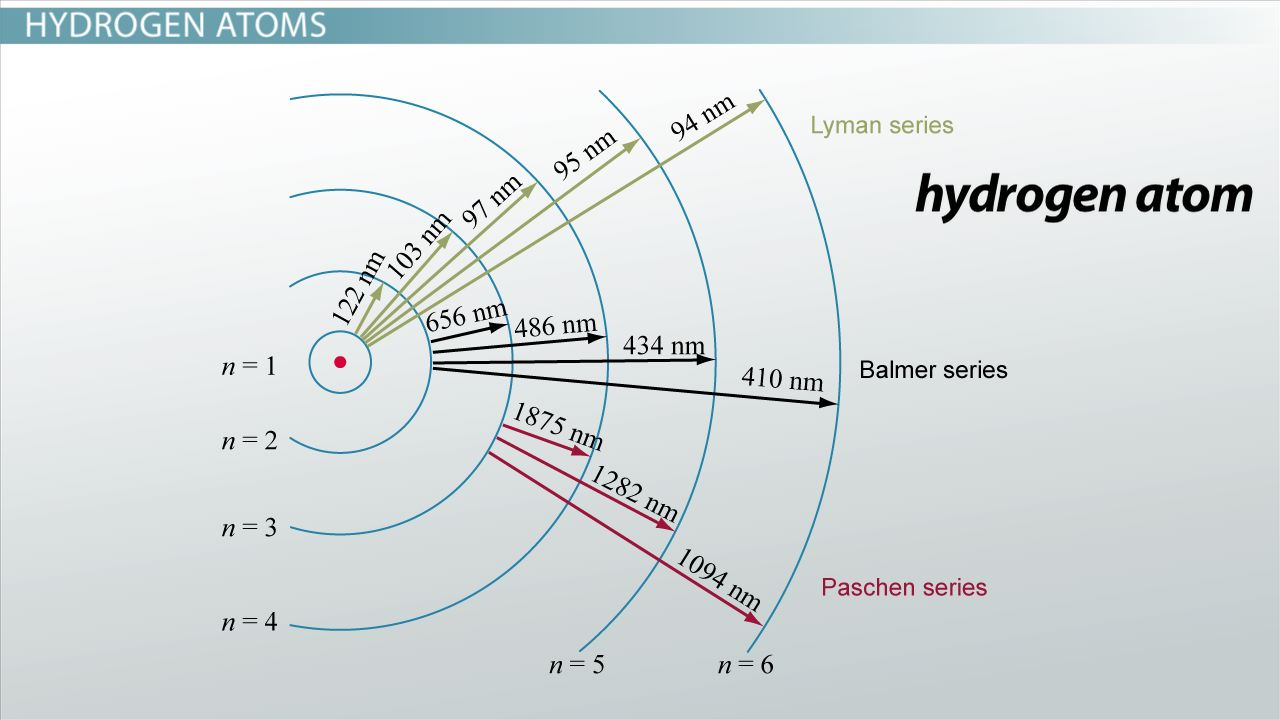 HYDROGEN ATOMS
94 nm
Lyman series
95 nm
97 nm
hydrogen atom
103 nm
122 nm
656 nm
486 nm
434 nm
n = 1
Balmer series
410 nm
1875 nm
n = 2
1282 nm
n = 3
1094 nm
Paschen series
n = 4
n = 5
n = 6